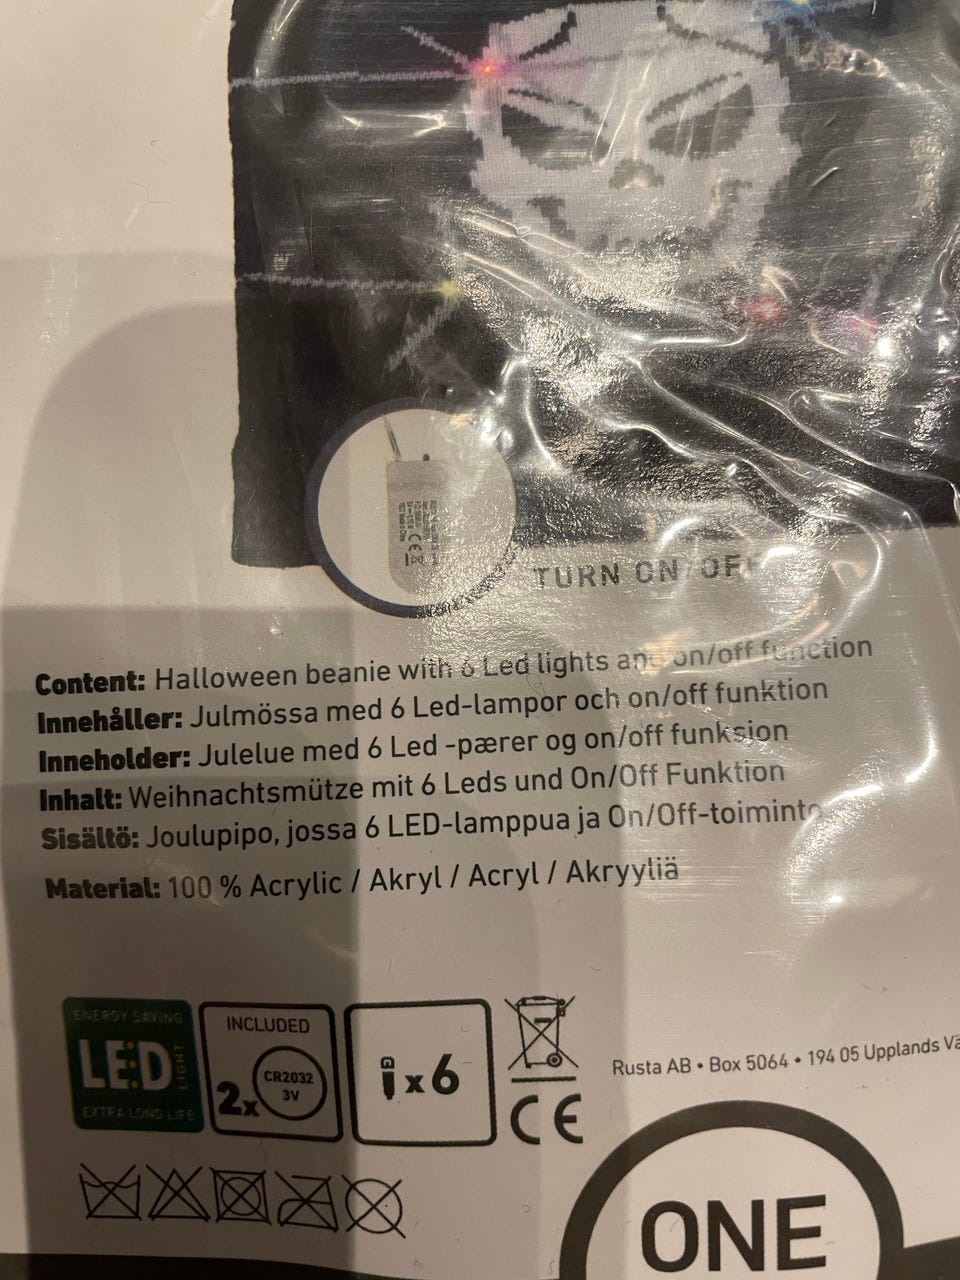 TURN ON/OFF
Content: Halloween beanie with 6 Led lights and on/off function
Innehåller: Julmössa med 6 Led-lampor och on/off funktion
Inneholder: Julelue med 6 Led -pærer og on/off funksjon
Inhalt: Weihnachtsmütze mit 6 Leds und On/Off Funktion
Sisältö: Joulupipo, jossa 6 LED-lamppua ja On/Off-toiminto
Material: 100 % Acrylic / Akryl / Acryl / Akryyliä
ENERGY SAVING
LED
LIGHT
EXTRA LONG LIFE
INCLUDED
2x
CR2032
3V
x6
CE
Rusta AB • Box 5064 • 194 05 Upplands
ONE